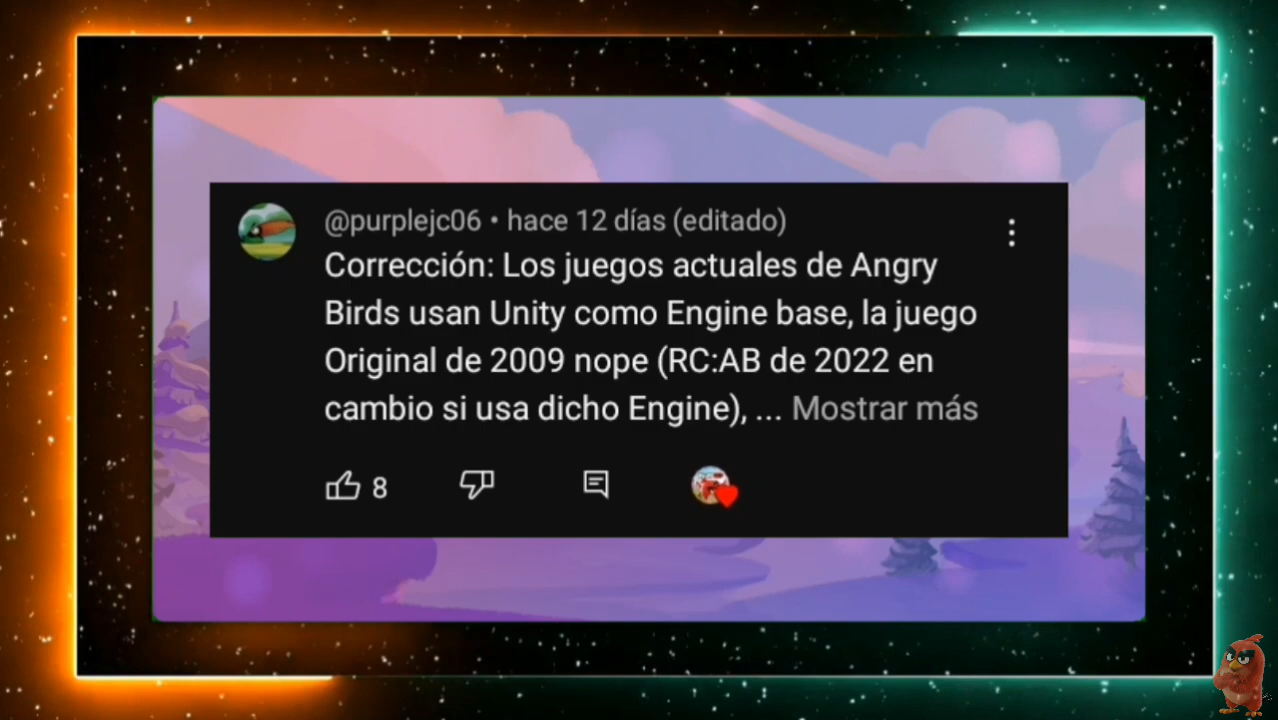 @purplejc06 • hace 12 días (editado)
Corrección: Los juegos actuales de Angry
Birds usan Unity como Engine base, la juego
Original de 2009 nope (RC:AB de 2022 en
cambio si usa dicho Engine), ... Mostrar más
8